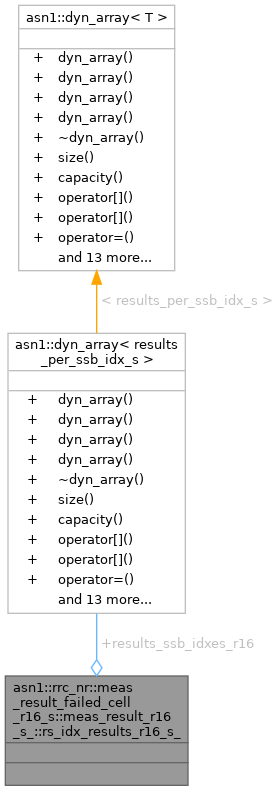 asn1::dyn_array< T >
+ dyn_array()
+ dyn_array()
+ dyn_array()
+ dyn_array()
+ ~dyn_array()
+ size()
+ capacity()
+ operator[]()
+ operator[]()
+ operator=()
and 13 more...
< results_per_ssb_idx_s >
asn1::dyn_array< results
_per_ssb_idx_s >
+ dyn_array()
+ dyn_array()
+ dyn_array()
+ dyn_array()
+ ~dyn_array()
+ size()
+ capacity()
+ operator[]()
+ operator[]()
+ operator=()
and 13 more...
+results_ssb_idxes_r16
asn1::rrc_nr::meas
_result_failed_cell
_r16_s::meas_result_r16
_s_::rs_idx_results_r16_s_